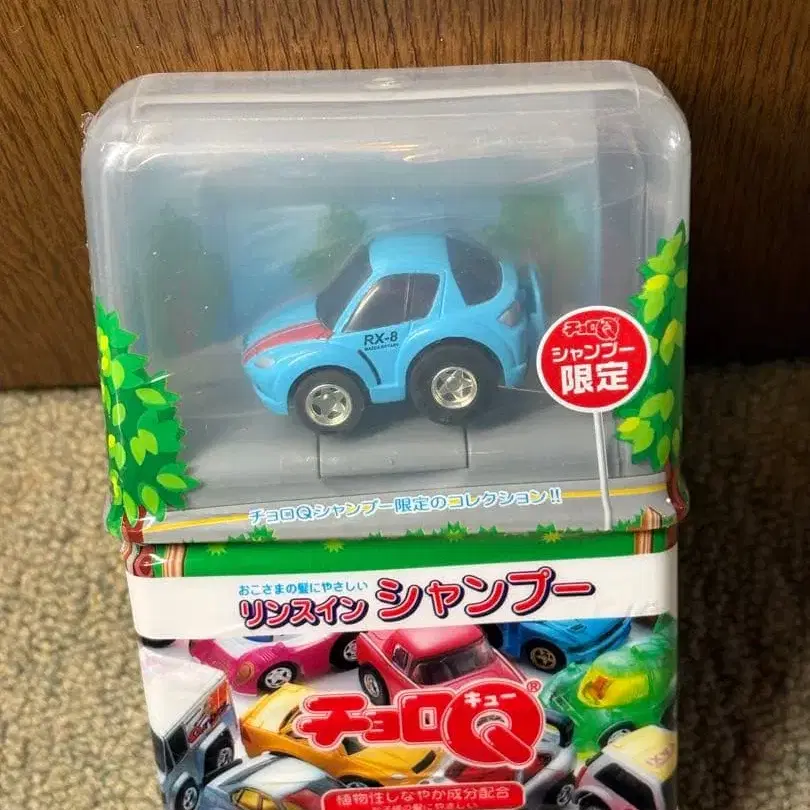 RX-8
チョロQ
シャンプー
限定
チョロQシャンプー限定のコレクション!!
おこさまの髪にやさしい
リンスイン シャンプー
チョロQ®
キュー
植物性しなやか成分配合